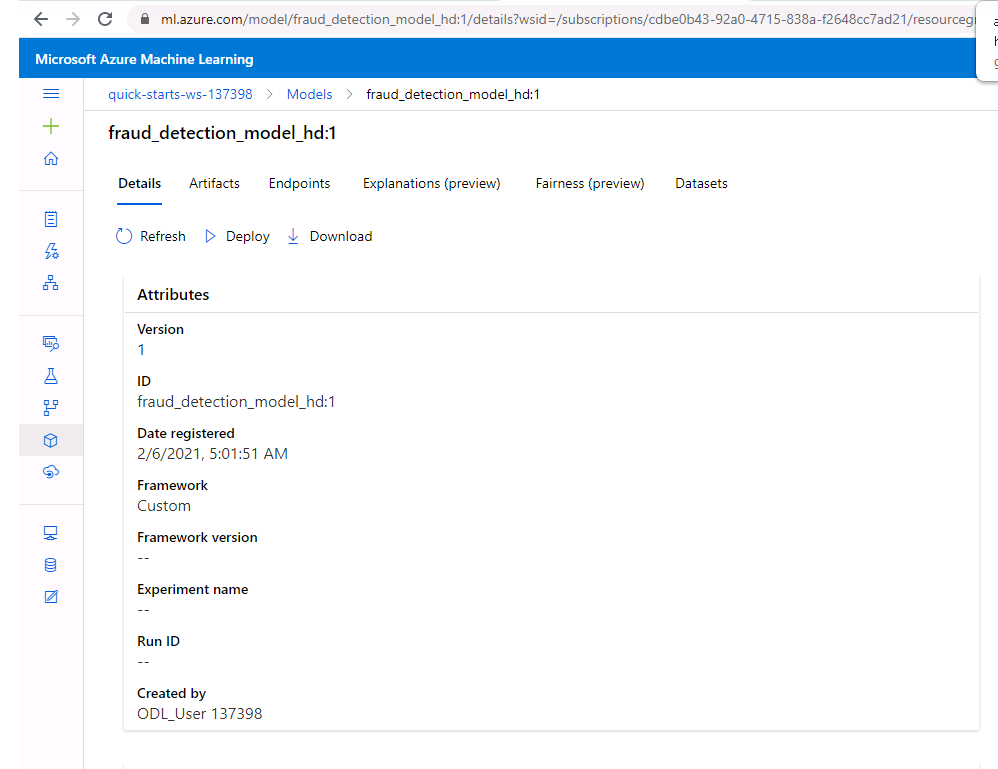 ml.azure.com/model/fraud_detection_model_hd:1/details?wsid=/subscriptions/cdbe0b43-92a0-4715-838a-f2648cc7ad21/resourceg
Microsoft Azure Machine Learning
quick-starts-ws-137398 > Models > fraud_detection_model_hd:1
fraud_detection_model_hd:1
Details Artifacts Endpoints Explanations (preview) Fairness (preview) Datasets
Refresh Deploy Download
Attributes
Version
1
ID
fraud_detection_model_hd:1
Date registered
2/6/2021, 5:01:51 AM
Framework
Custom
Framework version
--
Experiment name
--
Run ID
--
Created by
ODL_User 137398